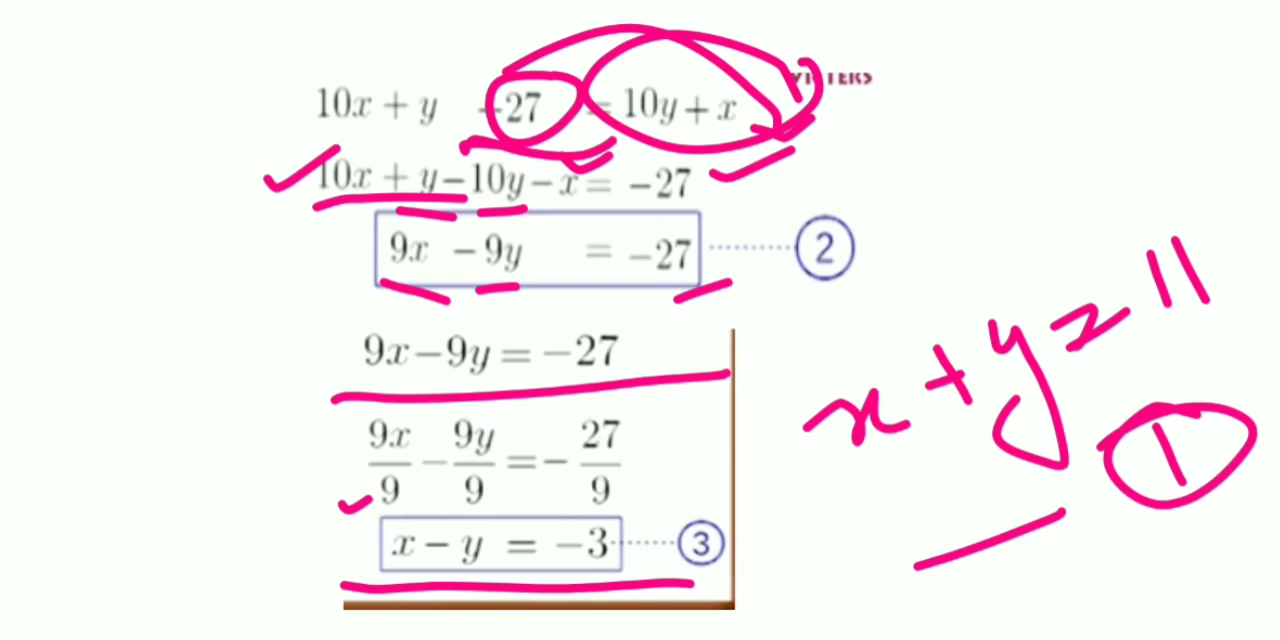 10x + y + 27 = 10y + x
10x + y − 10y − x = −27
9x − 9y = −27 2
9x − 9y = −27
9x/9 − 9y/9 = − 27/9
x − y = −3 3
x + y = 11
1